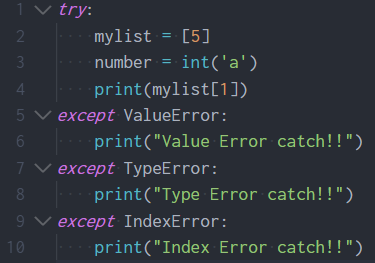 1 try:
2     mylist = [5]
3     number = int('a')
4     print(mylist[1])
5 except ValueError:
6     print("Value Error catch!!")
7 except TypeError:
8     print("Type Error catch!!")
9 except IndexError:
10     print("Index Error catch!!")